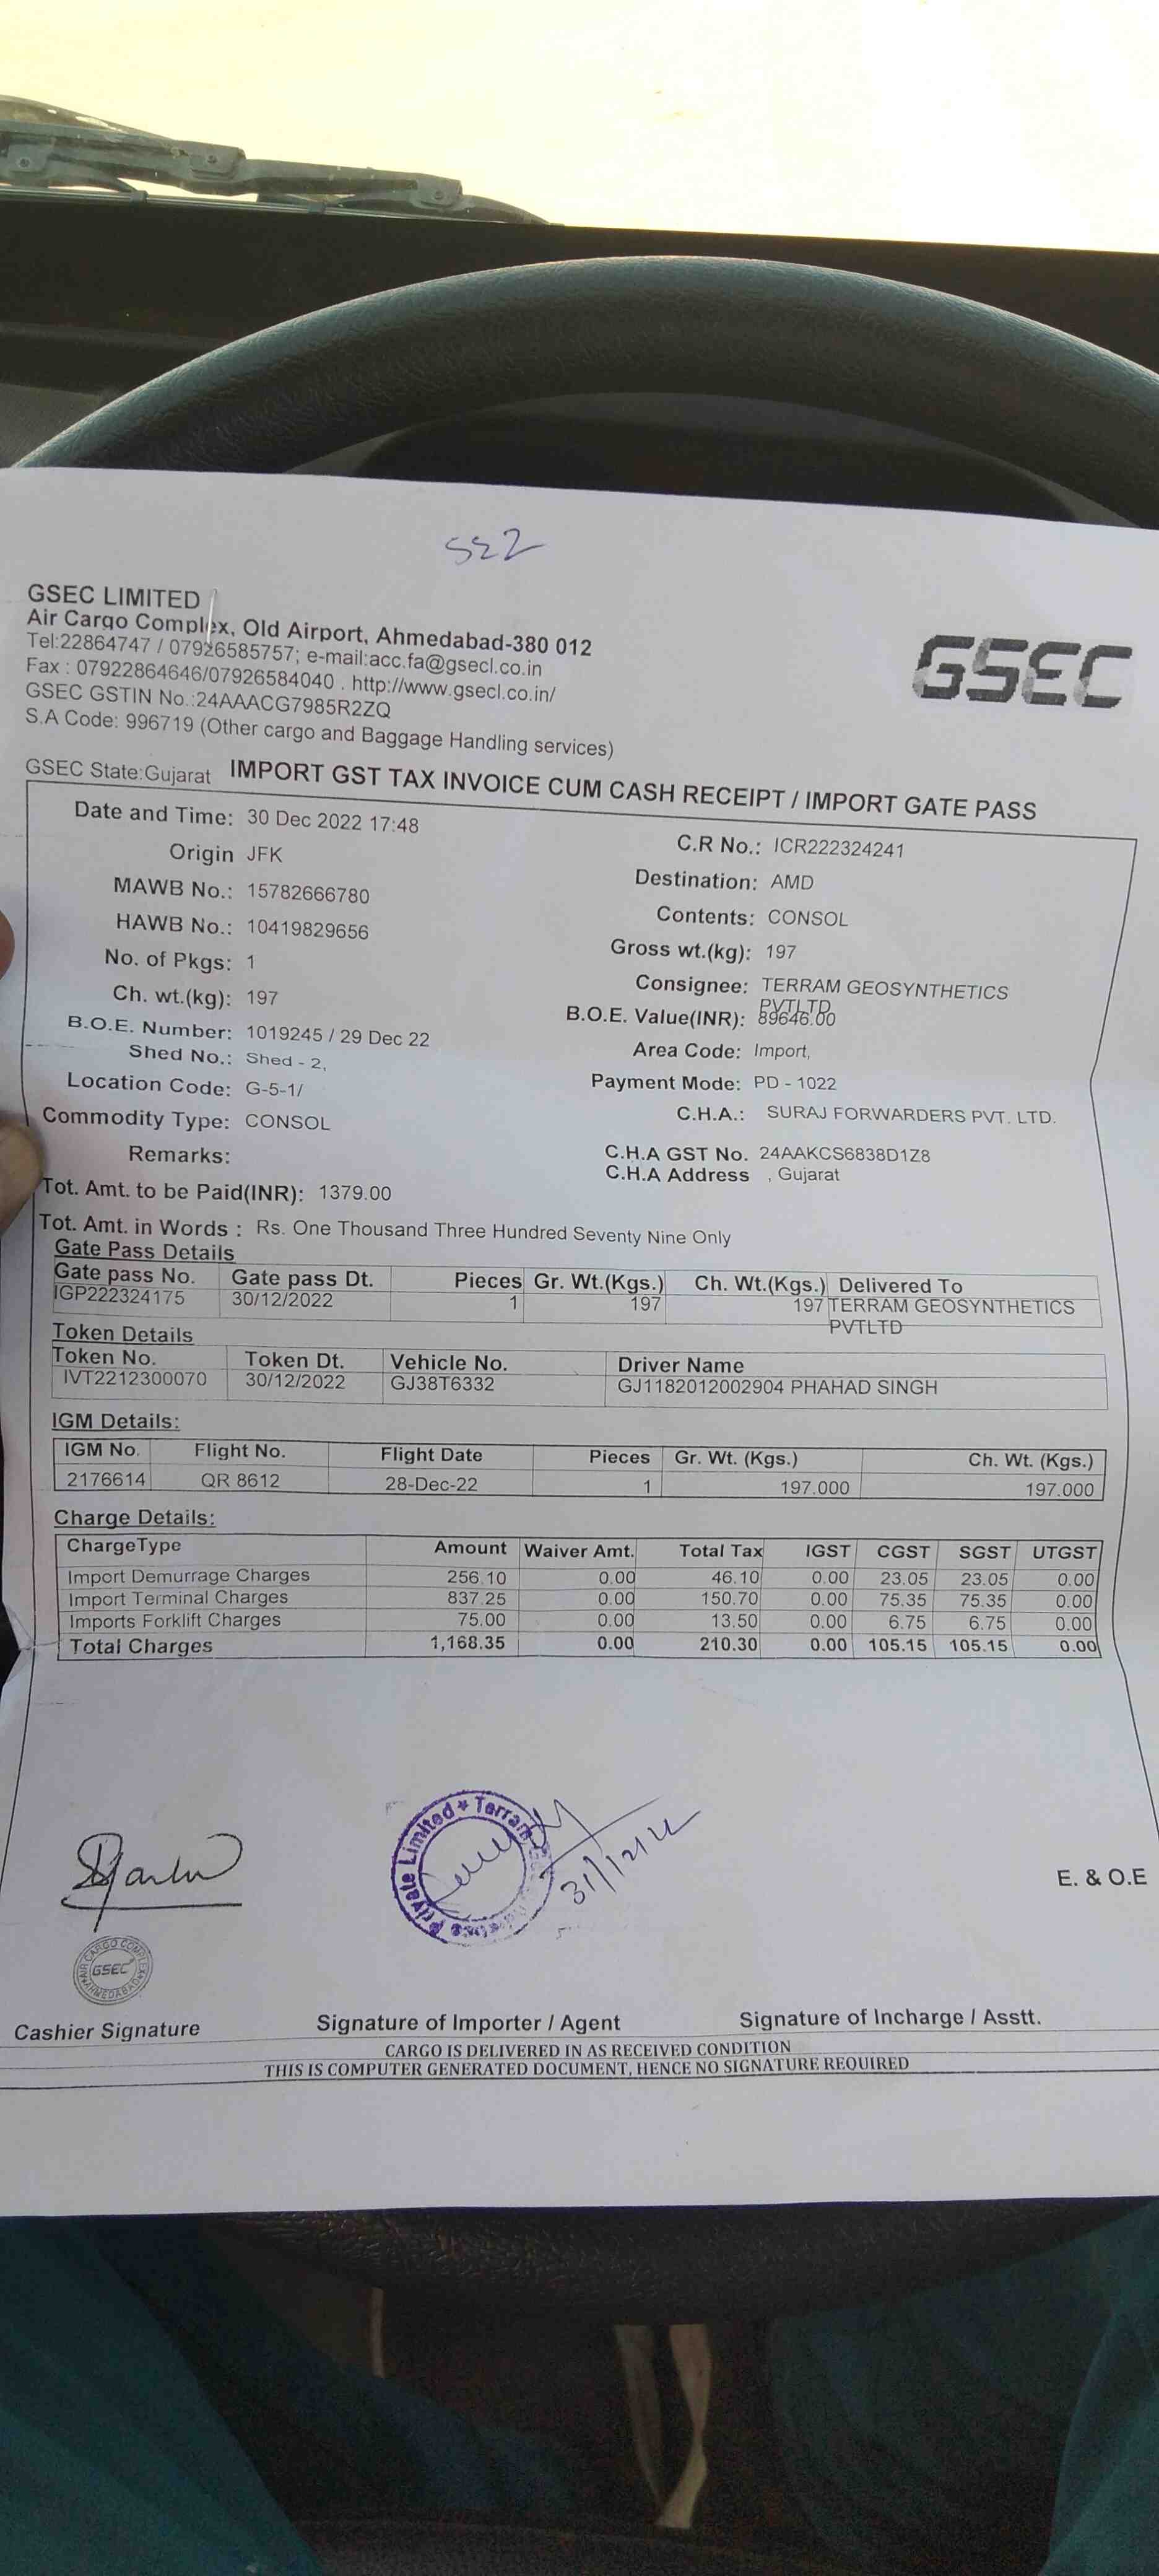 522
GSEC LIMITED
Air Cargo Complex, Old Airport, Ahmedabad-380 012
Tel:22864747 / 07926585757; e-mail:acc.fa@gsecl.co.in
Fax : 07922864646/07926584040 . http://www.gsecl.co.in/
GSEC GSTIN No.:24AAACG7985R2ZQ
S.A Code: 996719 (Other cargo and Baggage Handling services)
GSEC
GSEC State:Gujarat IMPORT GST TAX INVOICE CUM CASH RECEIPT / IMPORT GATE PASS
Date and Time: 30 Dec 2022 17:48
C.R No.: ICR222324241
Origin JFK
Destination: AMD
MAWB No.: 15782666780
Contents: CONSOL
HAWB No.: 10419829656
Gross wt.(kg): 197
No. of Pkgs: 1
Consignee: TERRAM GEOSYNTHETICS PVTLTD
Ch. wt.(kg): 197
B.O.E. Value(INR): 89646.00
B.O.E. Number: 1019245 / 29 Dec 22
Area Code: Import,
Shed No.: Shed - 2,
Payment Mode: PD - 1022
Location Code: G-5-1/
C.H.A.: SURAJ FORWARDERS PVT. LTD.
Commodity Type: CONSOL
C.H.A GST No. 24AAKCS6838D1Z8
Remarks:
C.H.A Address , Gujarat
Tot. Amt. to be Paid(INR): 1379.00
Tot. Amt. in Words : Rs. One Thousand Three Hundred Seventy Nine Only
Gate Pass Details
Gate pass No. Gate pass Dt. Pieces Gr. Wt.(Kgs.) Ch. Wt.(Kgs.) Delivered To
IGP222324175 30/12/2022 1 197 197 TERRAM GEOSYNTHETICS
PVTLTD
Token Details
Token No. Token Dt. Vehicle No. Driver Name
IVT2212300070 30/12/2022 GJ38T6332 GJ1182012002904 PHAHAD SINGH
IGM Details:
IGM No. Flight No. Flight Date Pieces Gr. Wt. (Kgs.) Ch. Wt. (Kgs.)
2176614 QR 8612 28-Dec-22 1 197.000 197.000
Charge Details:
ChargeType Amount Waiver Amt. Total Tax IGST CGST SGST UTGST
Import Demurrage Charges 256.10 0.00 46.10 0.00 23.05 23.05 0.00
Import Terminal Charges 837.25 0.00 150.70 0.00 75.35 75.35 0.00
Imports Forklift Charges 75.00 0.00 13.50 0.00 6.75 6.75 0.00
Total Charges 1,168.35 0.00 210.30 0.00 105.15 105.15 0.00
Private Limited * Terram
31/12/22
E. & O.E
AIR CARGO COMPLEX
GSEC
AHMEDABAD
Cashier Signature
Signature of Importer / Agent
Signature of Incharge / Asstt.
CARGO IS DELIVERED IN AS RECEIVED CONDITION
THIS IS COMPUTER GENERATED DOCUMENT, HENCE NO SIGNATURE REQUIRED